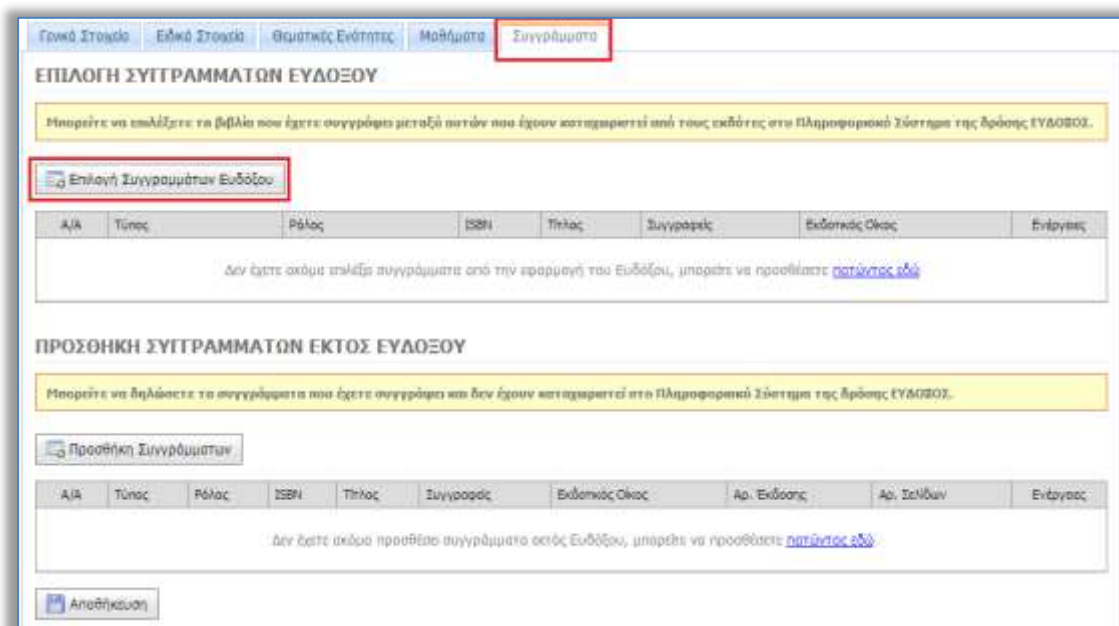 Γενικά Στοιχεία Ειδικά Στοιχεία Θεματικές Ενότητες Μαθήματα Συγγράμματα
ΕΠΙΛΟΓΗ ΣΥΓΓΡΑΜΜΑΤΩΝ ΕΥΔΟΞΟΥ
Μπορείτε να επιλέξετε τα βιβλία που έχετε συγγράψει μεταξύ αυτών που έχουν καταχωριστεί από τους εκδότες στο Πληροφοριακό Σύστημα της δράσης ΕΥΔΟΞΟΣ.
Επιλογή Συγγραμμάτων Ευδόξου
Α/Α Τύπος Ρόλος ISBN Τίτλος Συγγραφείς Εκδοτικός Οίκος Ενέργειες
Δεν έχετε ακόμα επιλέξει συγγράμματα από την εφαρμογή του Ευδόξου, μπορείτε να προσθέσετε πατώντας εδώ
ΠΡΟΣΘΗΚΗ ΣΥΓΓΡΑΜΜΑΤΩΝ ΕΚΤΟΣ ΕΥΔΟΞΟΥ
Μπορείτε να δηλώσετε τα συγγράμματα που έχετε συγγράψει και δεν έχουν καταχωριστεί στο Πληροφοριακό Σύστημα της δράσης ΕΥΔΟΞΟΣ.
Προσθήκη Συγγραμμάτων
Α/Α Τύπος Ρόλος ISBN Τίτλος Συγγραφείς Εκδοτικός Οίκος Αρ. Έκδοσης Αρ. Σελίδων Ενέργειες
Δεν έχετε ακόμα προσθέσει συγγράμματα εκτός Ευδόξου, μπορείτε να προσθέσετε πατώντας εδώ
Αποθήκευση